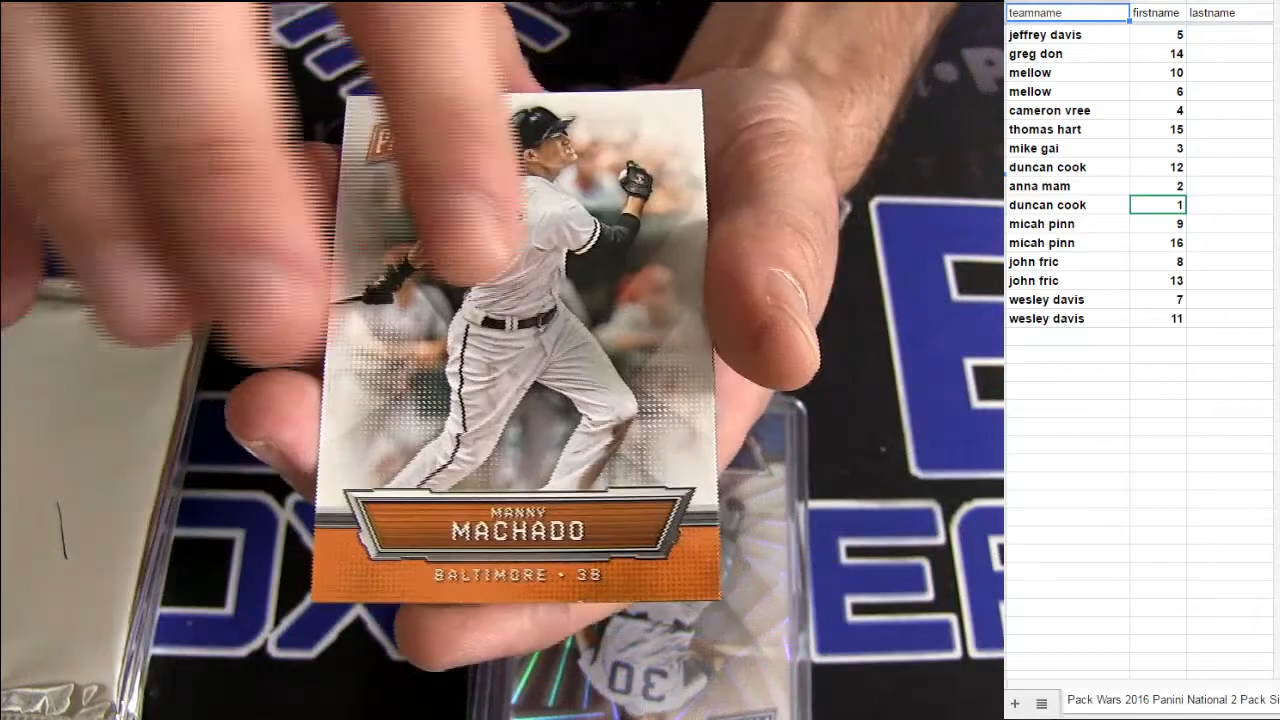 MANNY
MACHADO
BALTIMORE • 3B
30
teamname firstname lastname
jeffrey davis 5
greg don 14
mellow 10
mellow 6
cameron vree 4
thomas hart 15
mike gai 3
duncan cook 12
anna mam 2
duncan cook 1
micah pinn 9
micah pinn 16
john fric 8
john fric 13
wesley davis 7
wesley davis 11
Pack Wars 2016 Panini National 2 Pack Si